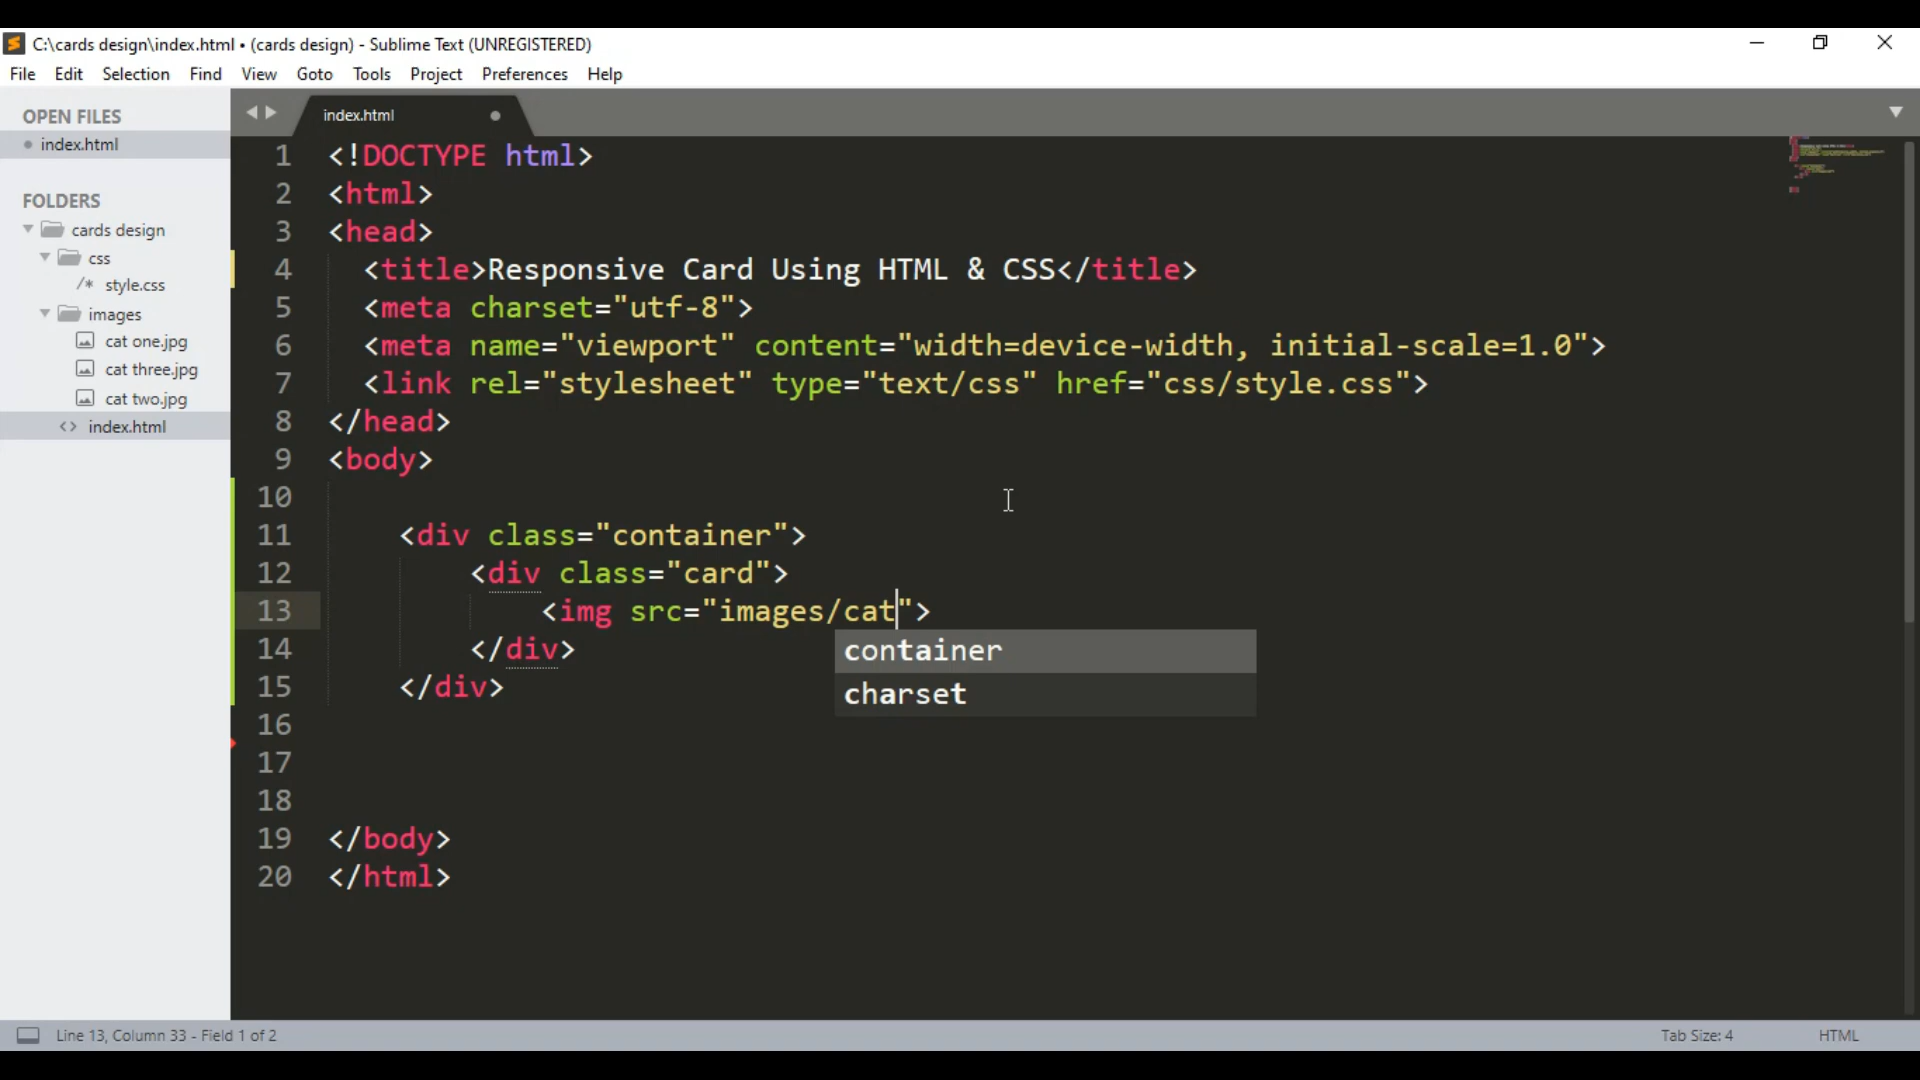 C:\cards design\index.html • (cards design) - Sublime Text (UNREGISTERED)
File Edit Selection Find View Goto Tools Project Preferences Help
OPEN FILES
index.html
FOLDERS
cards design
css
/* style.css
images
cat one.jpg
cat three.jpg
cat two.jpg
<> index.html
index.html
1 <!DOCTYPE html>
2 <html>
3 <head>
4 <title>Responsive Card Using HTML & CSS</title>
5 <meta charset="utf-8">
6 <meta name="viewport" content="width=device-width, initial-scale=1.0">
7 <link rel="stylesheet" type="text/css" href="css/style.css">
8 </head>
9 <body>
10
11 <div class="container">
12 <div class="card">
13 <img src="images/cat">
14 </div>
container
charset
15 </div>
16
17
18
19 </body>
20 </html>
Line 13, Column 33 - Field 1 of 2
Tab Size: 4
HTML